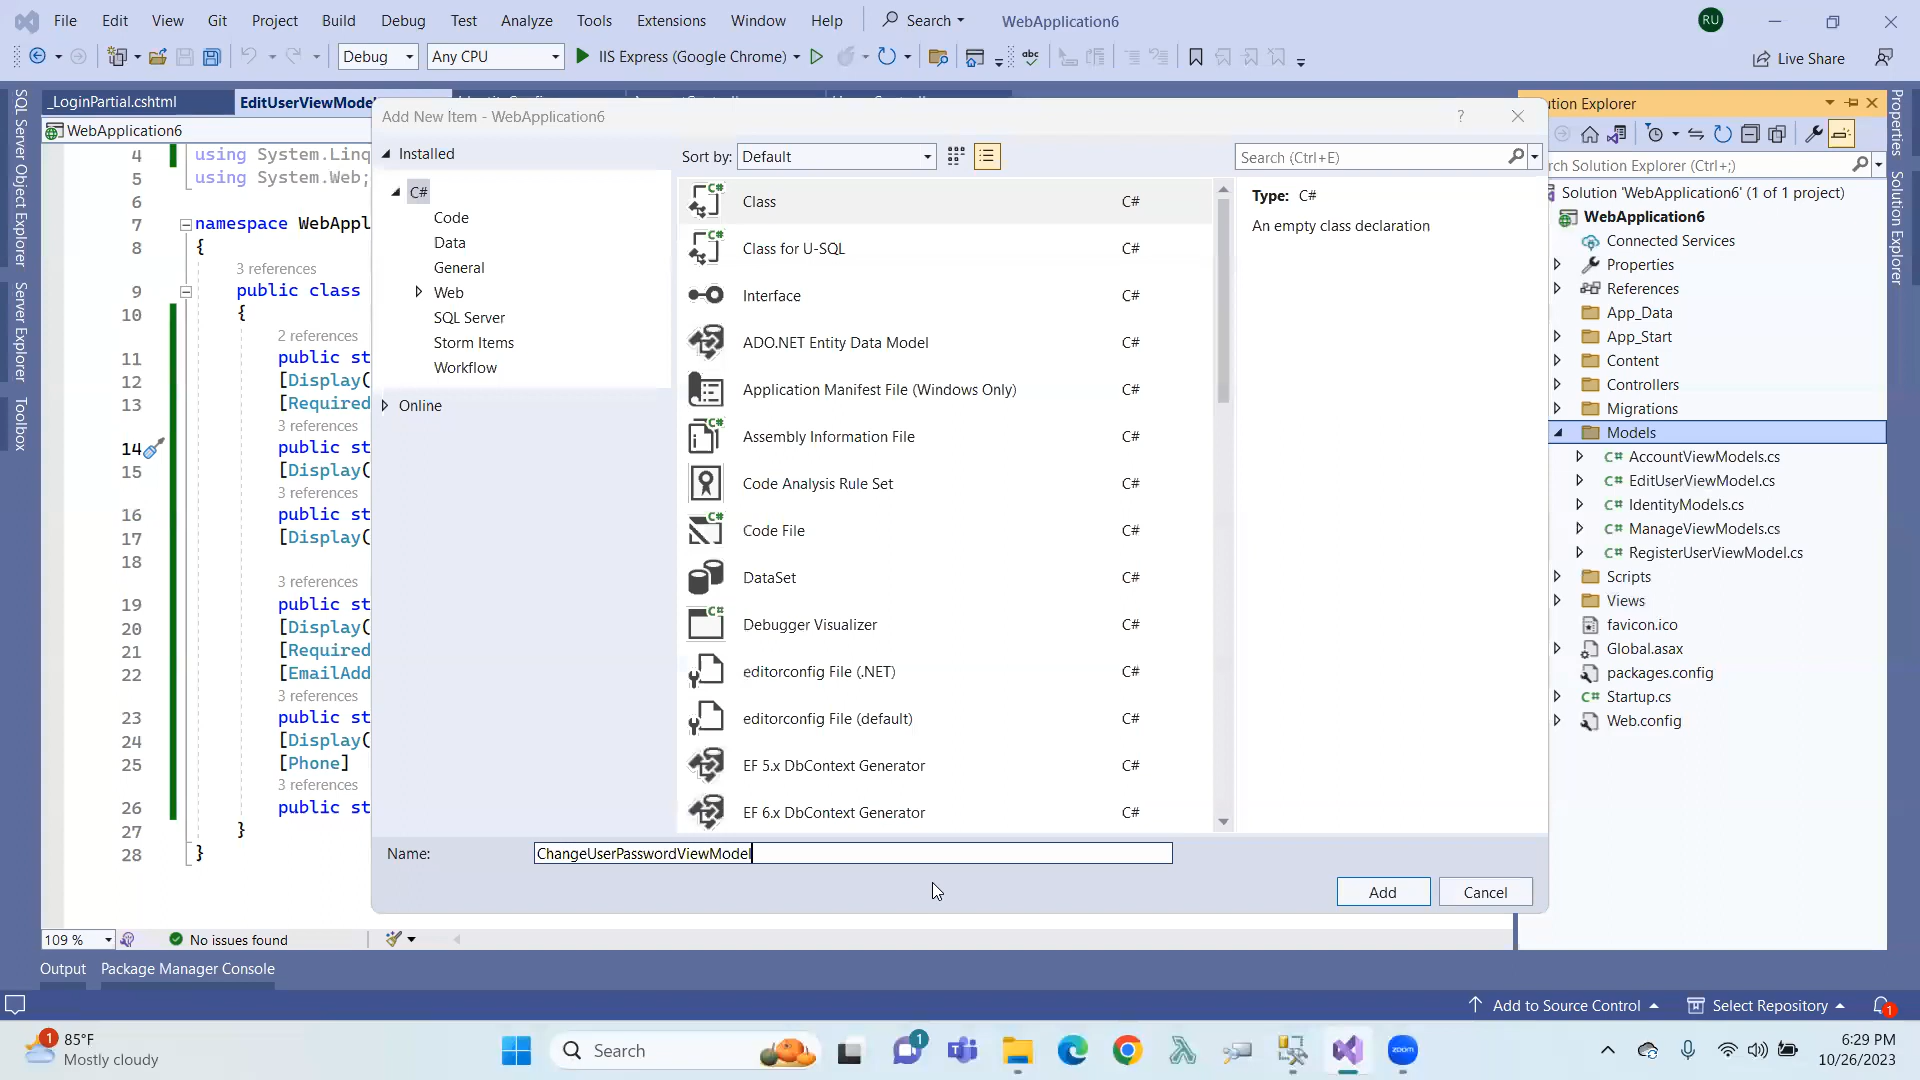 File Edit View Git Project Build Debug Test Analyze Tools Extensions Window Help Search WebApplication6 RU
Debug Any CPU IIS Express (Google Chrome) Live Share
_LoginPartial.cshtml EditUserViewModel
WebApplication6
SQL Server Object Explorer
Server Explorer
Toolbox
4 using System.Linq
5 using System.Web;
6
7 namespace WebAppl
8 {
3 references
9 public class
10 {
2 references
11 public st
12 [Display(
13 [Required
3 references
14 public st
15 [Display(
3 references
16 public st
17 [Display(
18
3 references
19 public st
20 [Display(
21 [Required
22 [EmailAdd
3 references
23 public st
24 [Display(
25 [Phone]
3 references
26 public st
27 }
28 }
109 % No issues found
Output Package Manager Console
Add New Item - WebApplication6 ?
Installed
C#
Code
Data
General
Web
SQL Server
Storm Items
Workflow
Online
Sort by: Default
Search (Ctrl+E)
Class C#
Class for U-SQL C#
Interface C#
ADO.NET Entity Data Model C#
Application Manifest File (Windows Only) C#
Assembly Information File C#
Code Analysis Rule Set C#
Code File C#
DataSet C#
Debugger Visualizer C#
editorconfig File (.NET) C#
editorconfig File (default) C#
EF 5.x DbContext Generator C#
EF 6.x DbContext Generator C#
Type: C#
An empty class declaration
Name: ChangeUserPasswordViewModel
Add Cancel
ution Explorer
rch Solution Explorer (Ctrl+;)
Solution 'WebApplication6' (1 of 1 project)
WebApplication6
Connected Services
Properties
References
App_Data
App_Start
Content
Controllers
Migrations
Models
C# AccountViewModels.cs
C# EditUserViewModel.cs
C# IdentityModels.cs
C# ManageViewModels.cs
C# RegisterUserViewModel.cs
Scripts
Views
favicon.ico
Global.asax
packages.config
C# Startup.cs
Web.config
Properties
Solution Explorer
Add to Source Control Select Repository 1
1 85°F
Mostly cloudy
Search
1
zoom
6:29 PM
10/26/2023